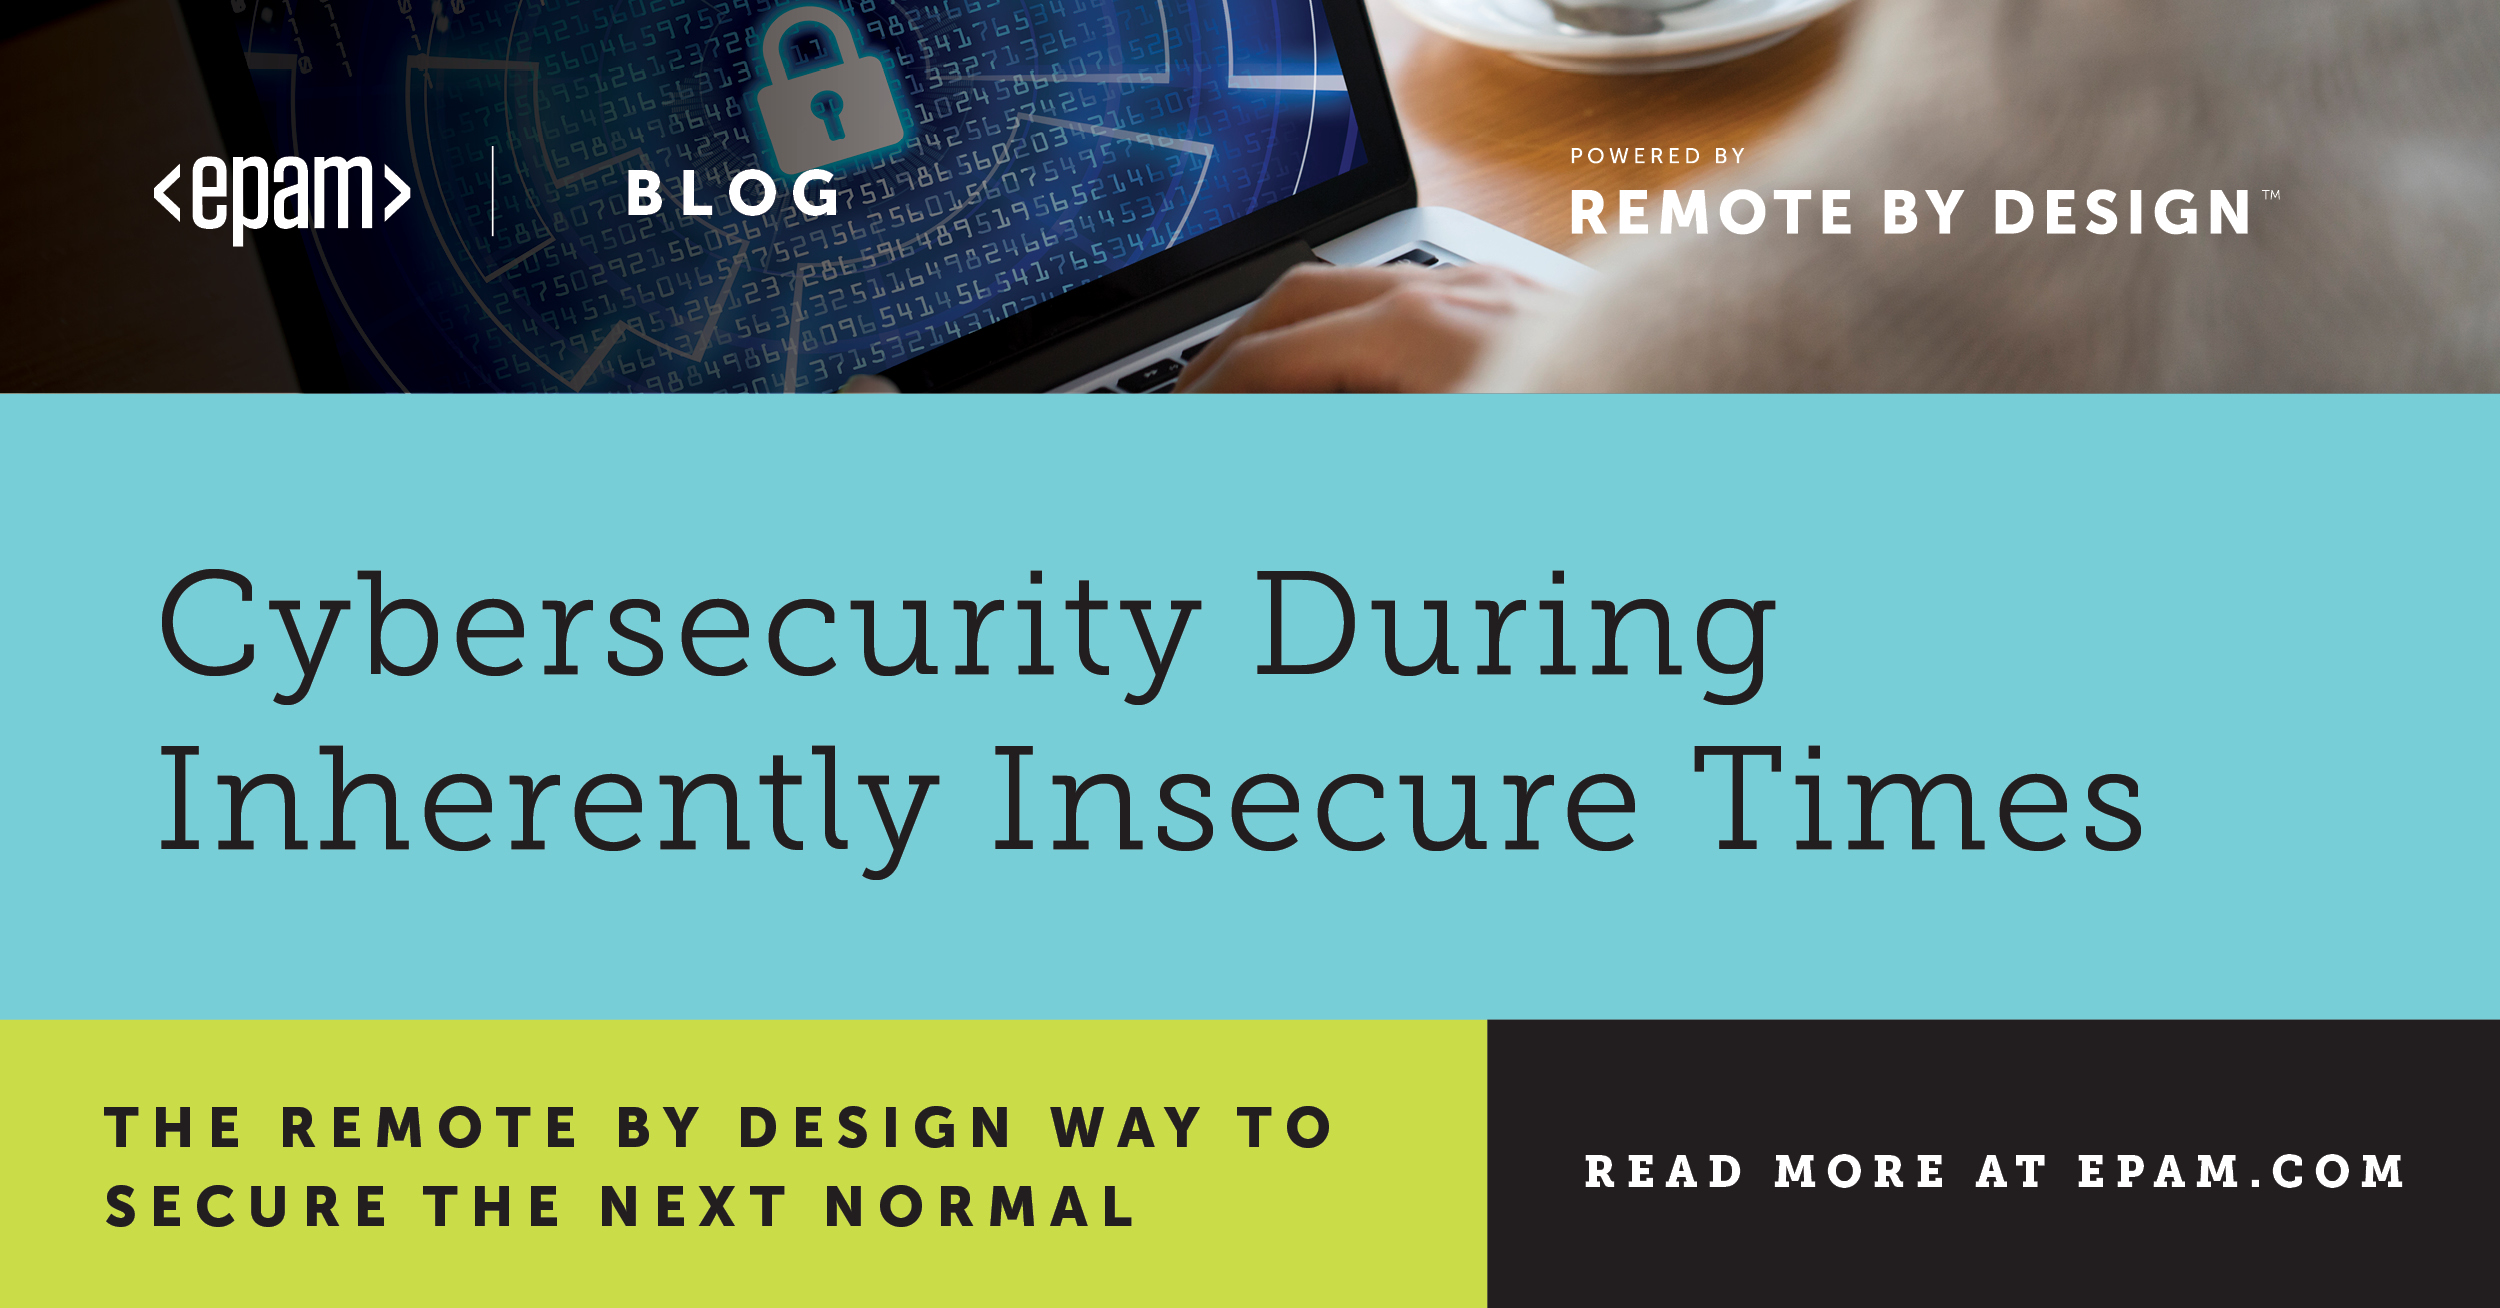 <epam>
BLOG
POWERED BY
REMOTE BY DESIGN™
Cybersecurity During
Inherently Insecure Times
THE REMOTE BY DESIGN WAY TO
SECURE THE NEXT NORMAL
READ MORE AT EPAM.COM